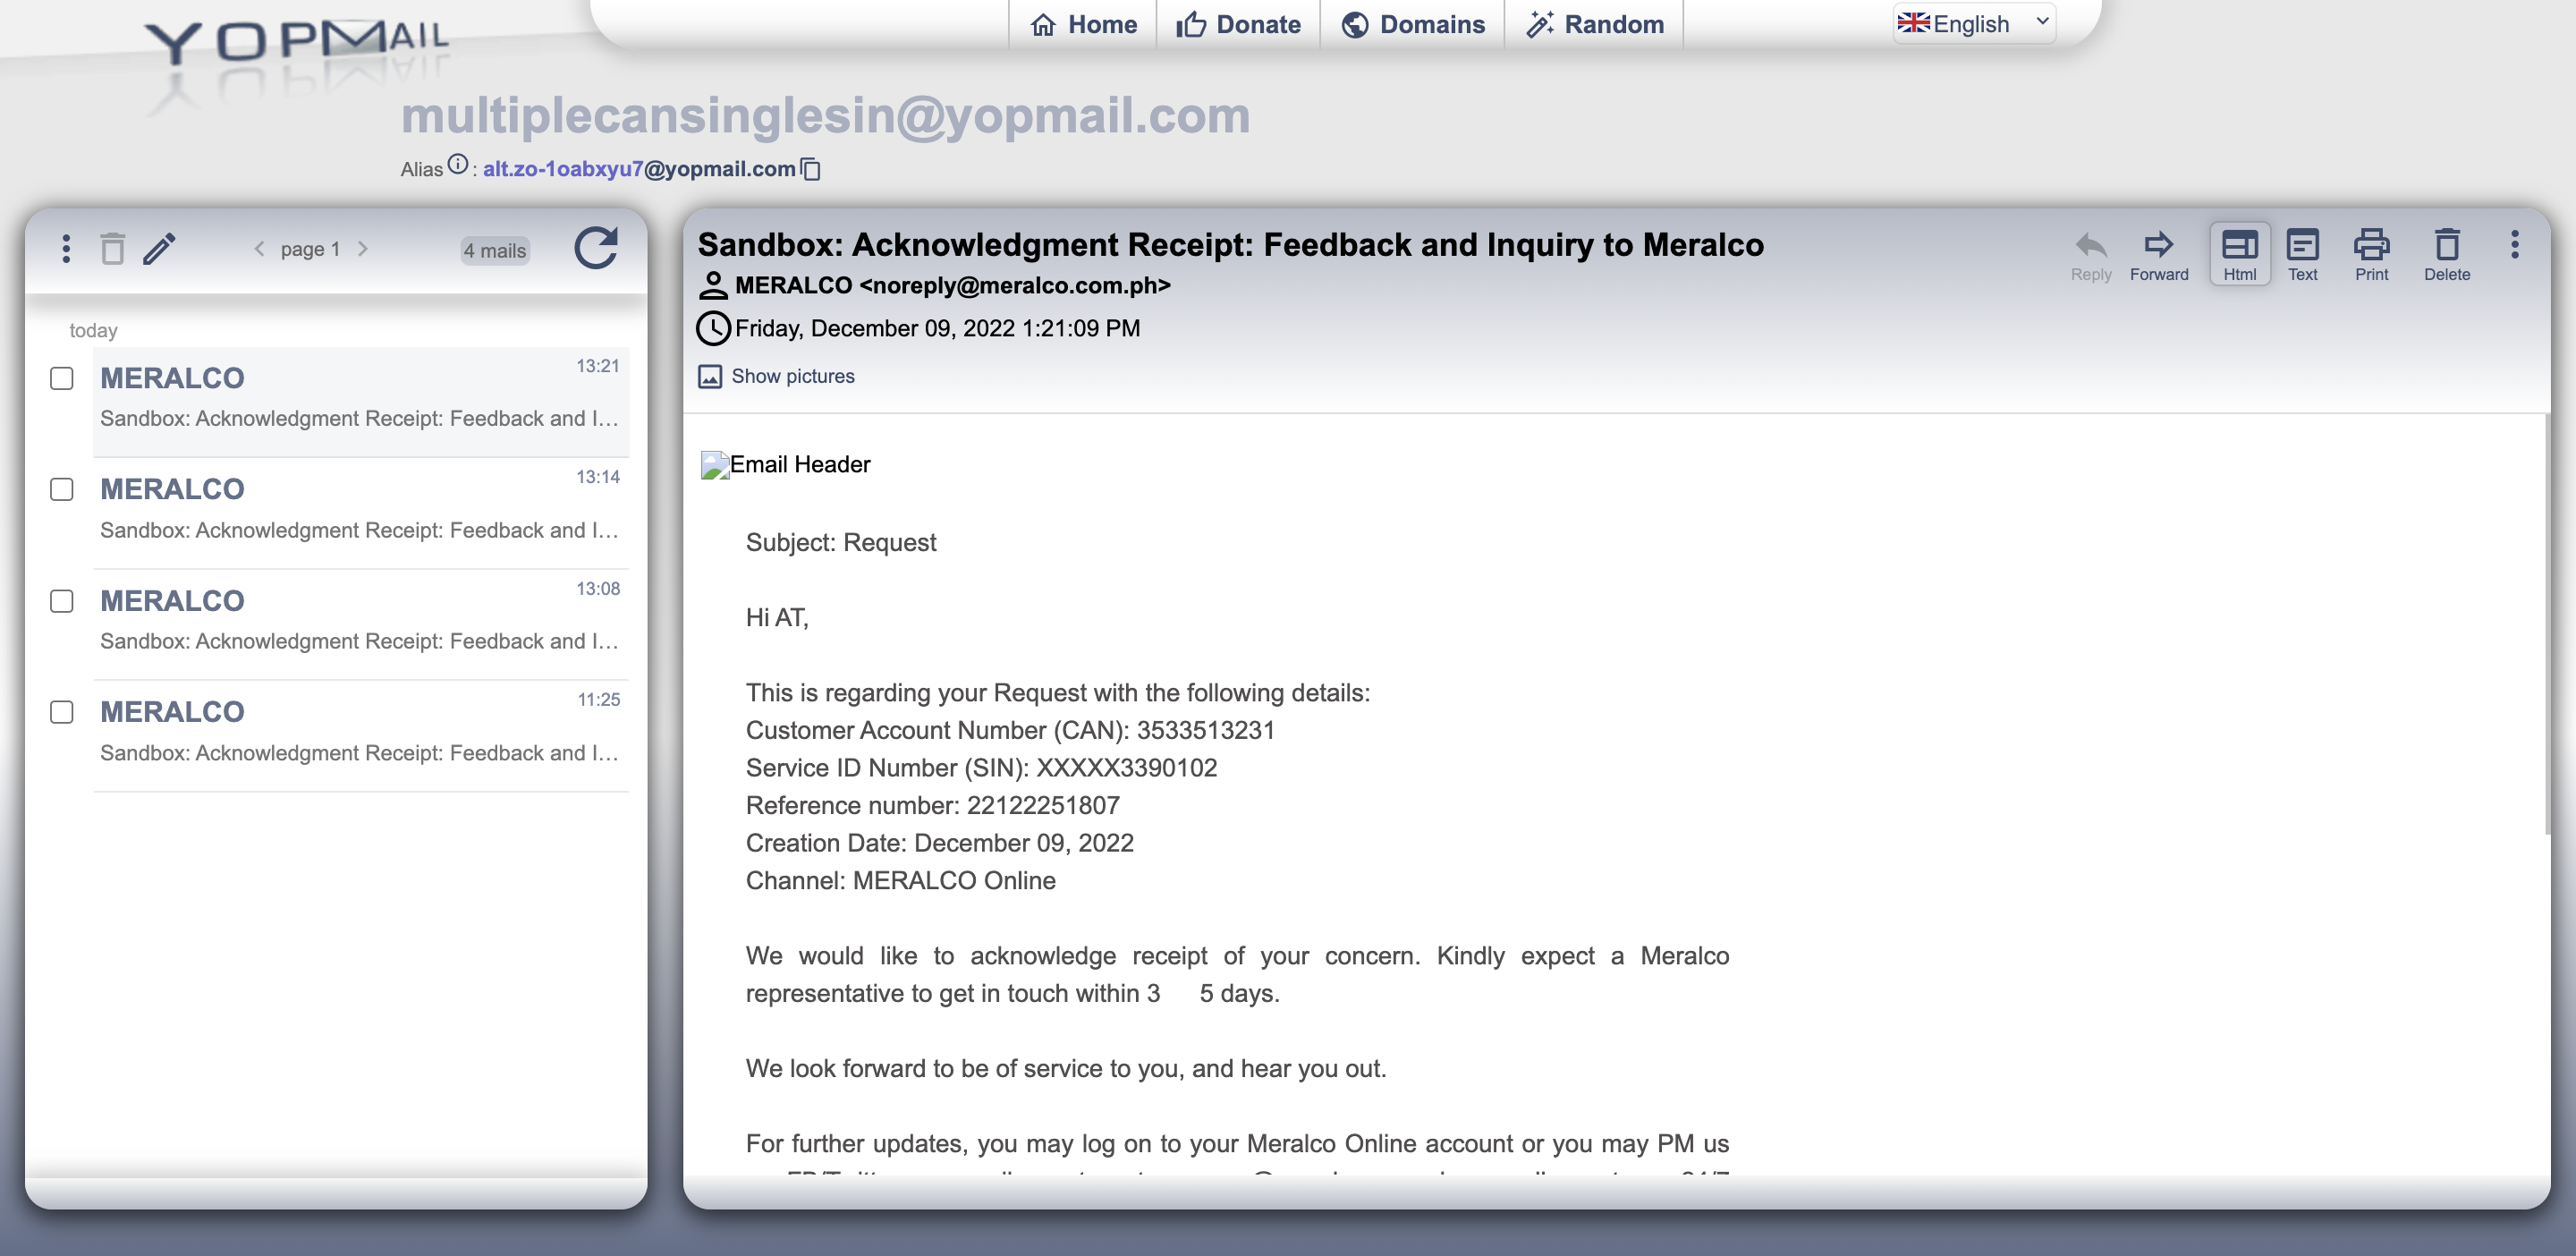 YOPMAIL
Home
Donate
Domains
Random
English
multiplecansinglesin@yopmail.com
Alias : alt.zo-1oabxyu7@yopmail.com
page 1
4 mails
today
MERALCO
13:21
Sandbox: Acknowledgment Receipt: Feedback and I...
MERALCO
13:14
Sandbox: Acknowledgment Receipt: Feedback and I...
MERALCO
13:08
Sandbox: Acknowledgment Receipt: Feedback and I...
MERALCO
11:25
Sandbox: Acknowledgment Receipt: Feedback and I...
Sandbox: Acknowledgment Receipt: Feedback and Inquiry to Meralco
MERALCO <noreply@meralco.com.ph>
Friday, December 09, 2022 1:21:09 PM
Show pictures
Reply
Forward
Html
Text
Print
Delete
Email Header
Subject: Request
Hi AT,
This is regarding your Request with the following details:
Customer Account Number (CAN): 3533513231
Service ID Number (SIN): XXXXX3390102
Reference number: 22122251807
Creation Date: December 09, 2022
Channel: MERALCO Online
We would like to acknowledge receipt of your concern. Kindly expect a Meralco
representative to get in touch within 3 5 days.
We look forward to be of service to you, and hear you out.
For further updates, you may log on to your Meralco Online account or you may PM us